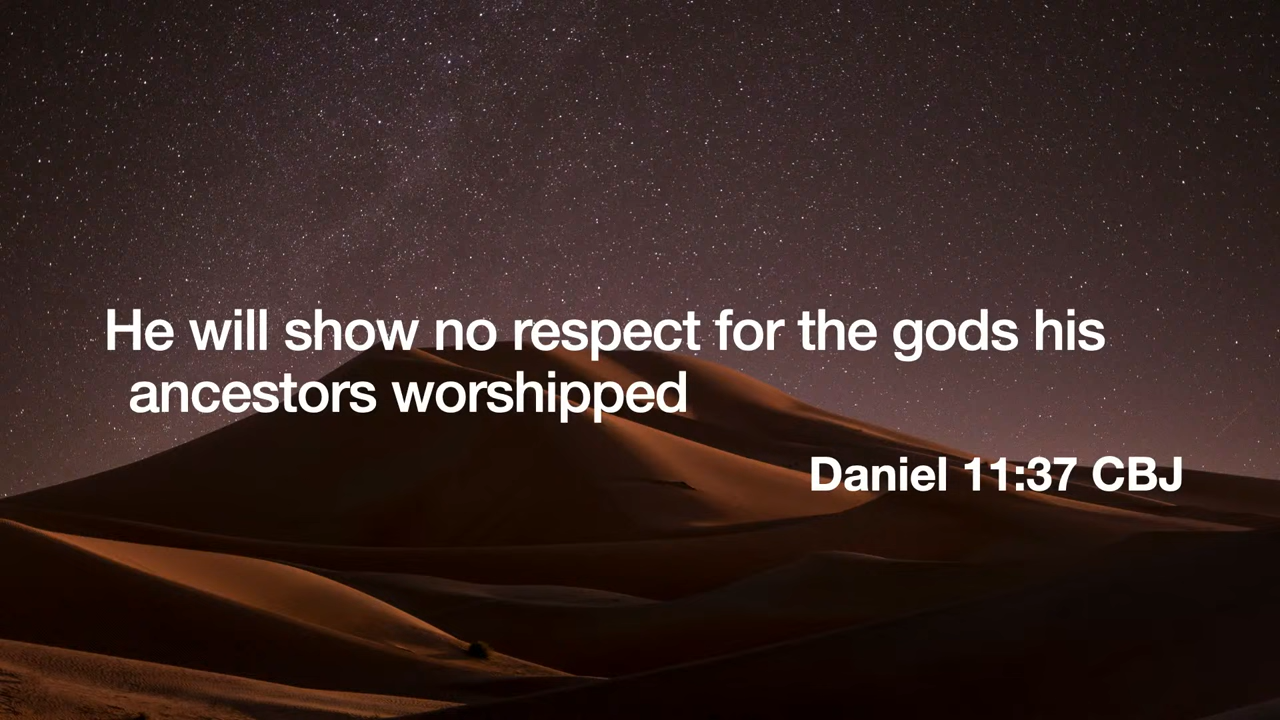 He will show no respect for the gods his
ancestors worshipped
Daniel 11:37 CBJ